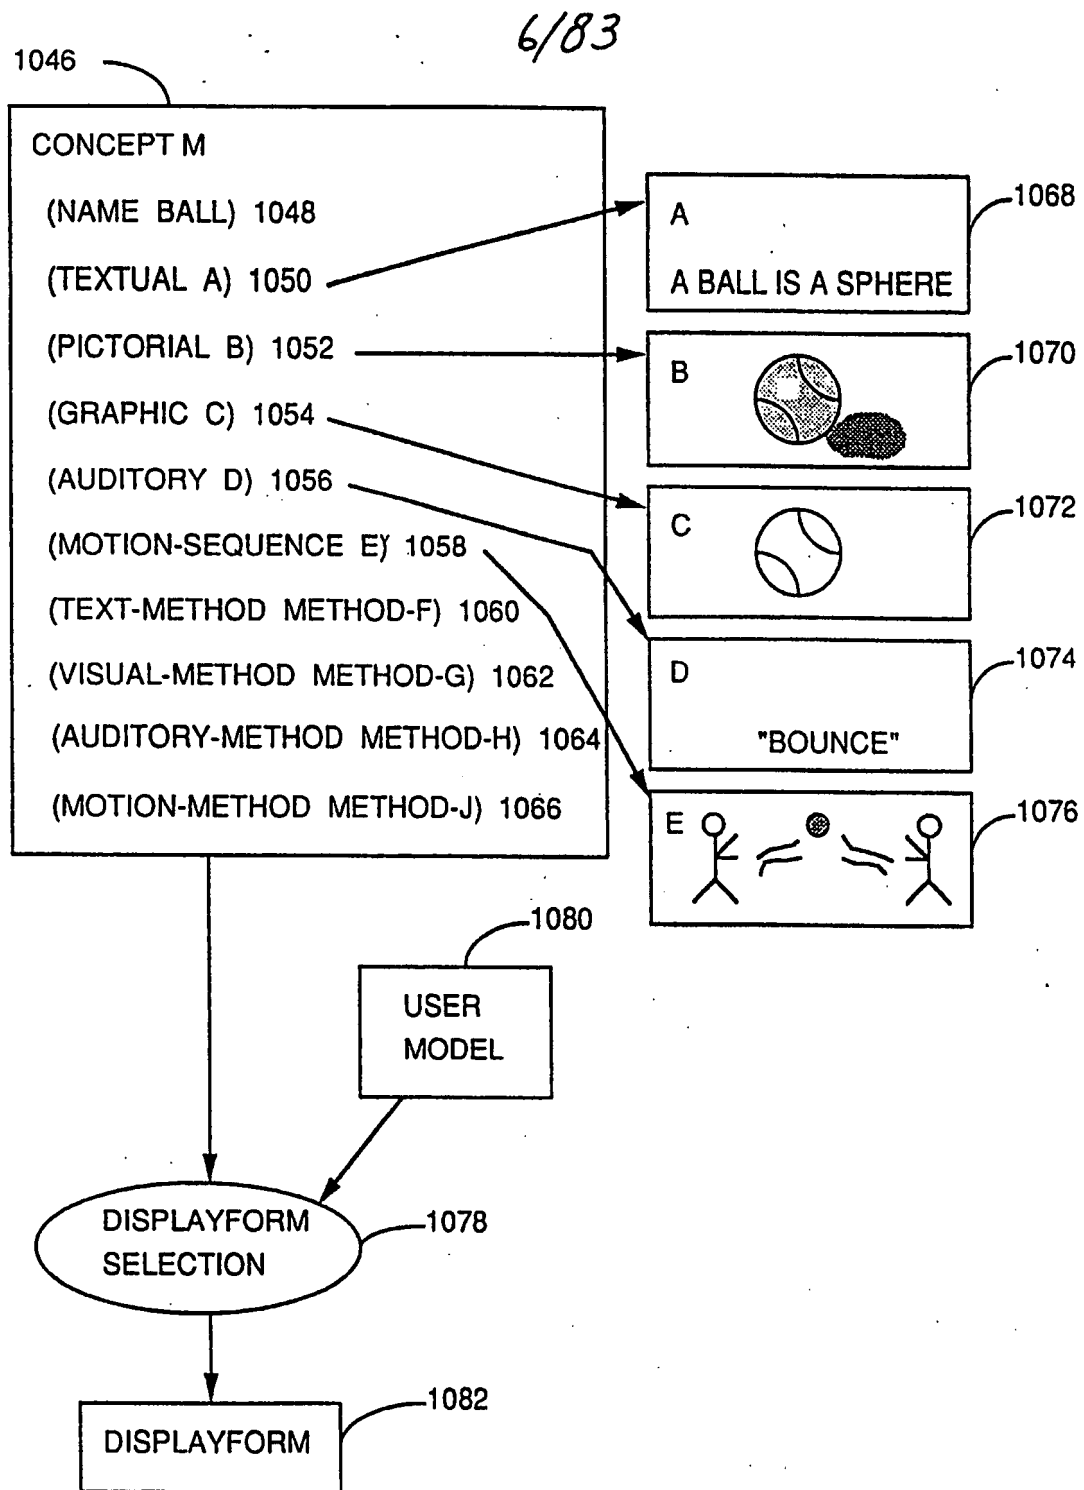 6/83
1046
CONCEPT M
(NAME BALL) 1048
(TEXTUAL A) 1050
(PICTORIAL B) 1052
(GRAPHIC C) 1054
(AUDITORY D) 1056
(MOTION-SEQUENCE E) 1058
(TEXT-METHOD METHOD-F) 1060
(VISUAL-METHOD METHOD-G) 1062
(AUDITORY-METHOD METHOD-H) 1064
(MOTION-METHOD METHOD-J) 1066
A
A BALL IS A SPHERE
1068
B
1070
C
1072
D
"BOUNCE"
1074
E
1076
1080
USER
MODEL
DISPLAYFORM
SELECTION
1078
1082
DISPLAYFORM